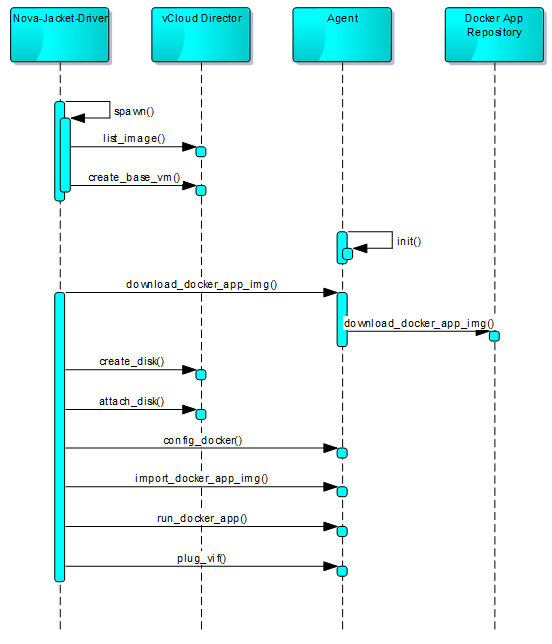 Nova-Jacket-Driver
vCloud Director
Agent
Docker App
Repository
spawn()
list_image()
create_base_vm()
init()
download_docker_app_img()
download_docker_app_img()
create_disk()
attach_disk()
config_docker()
import_docker_app_img()
run_docker_app()
plug_vif()